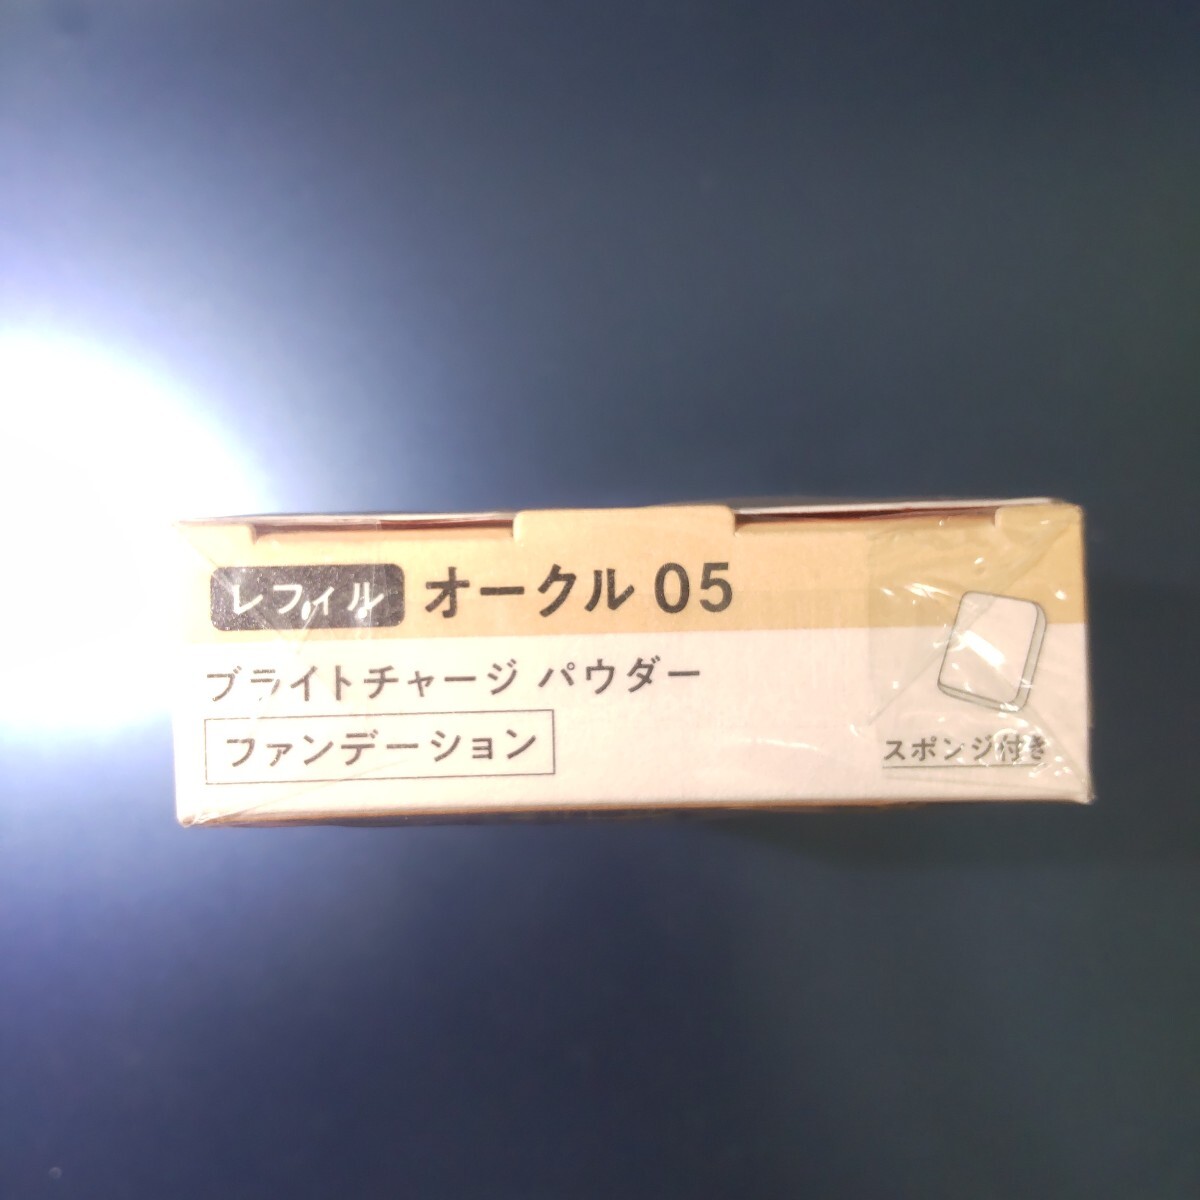 レフィル オークル 05
ブライトチャージ パウダー
ファンデーション
スポンジ付き